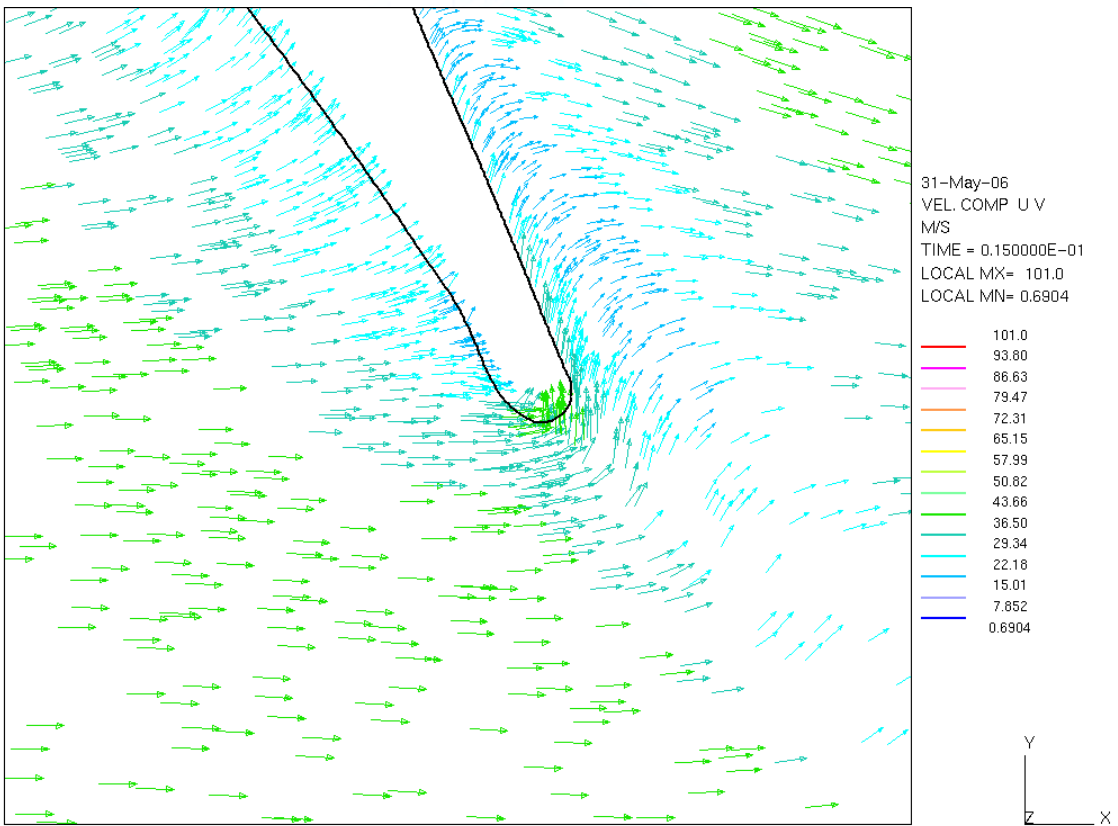 31-May-06
VEL. COMP U V
M/S
TIME = 0.150000E-01
LOCAL MX= 101.0
LOCAL MN= 0.6904
101.0
93.80
86.63
79.47
72.31
65.15
57.99
50.82
43.66
36.50
29.34
22.18
15.01
7.852
0.6904
Y
Z X